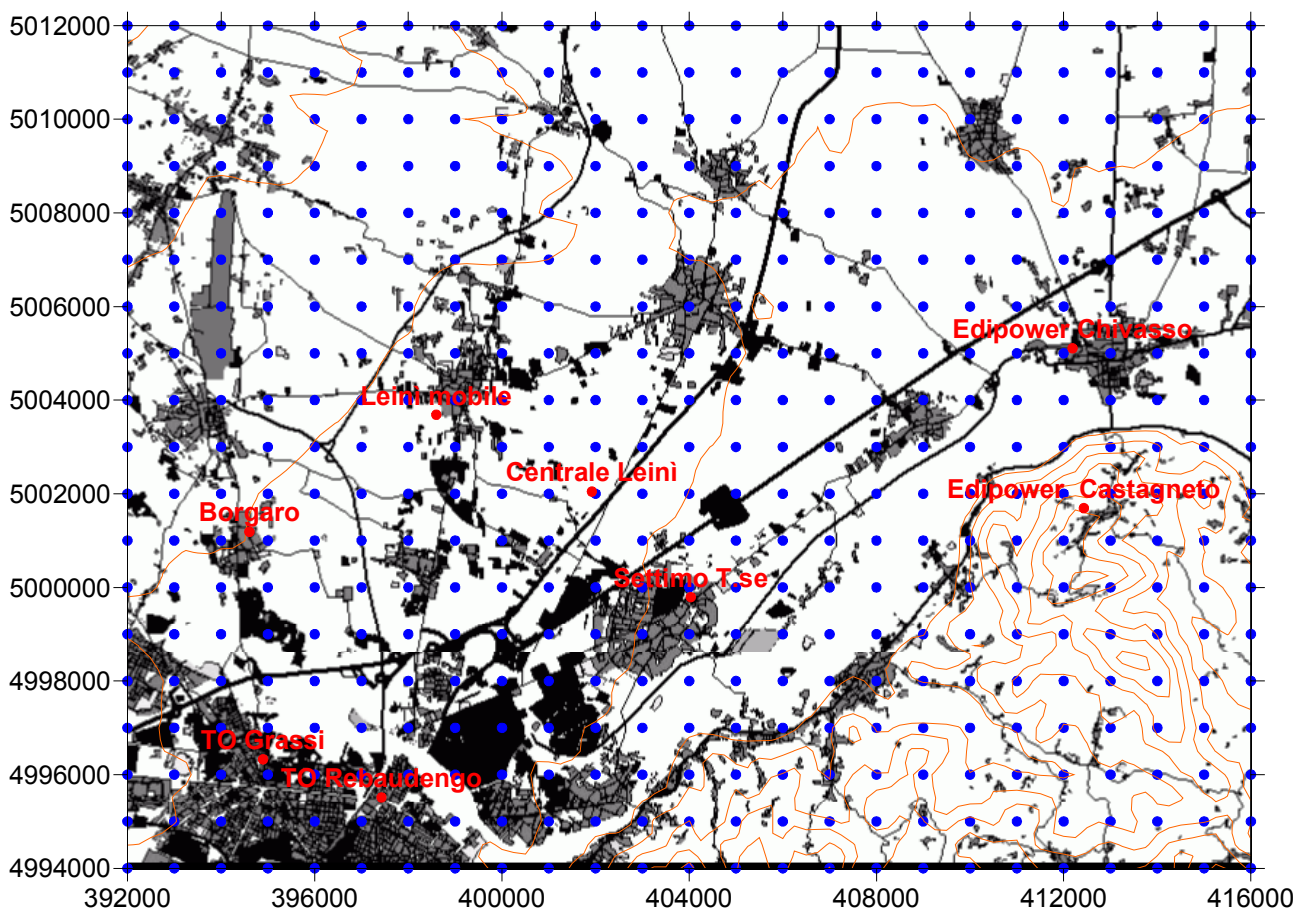 5012000
5010000
5008000
5006000
Edipower Chivasso
5004000
Leinì mobile
Centrale Leinì
5002000
Edipower Castagneto
Borgaro
5000000
Settimo T.se
4998000
TO Grassi
4996000
TO Rebaudengo
4994000
392000 396000 400000 404000 408000 412000 416000